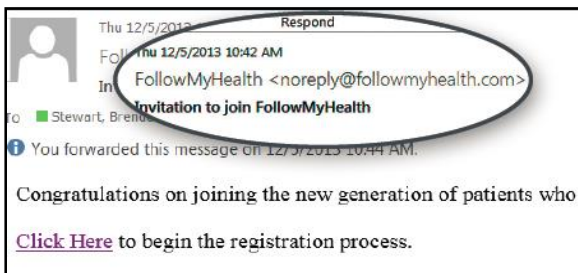 Respond
Thu 12/5/2013
Thu 12/5/2013 10:42 AM
FollowMyHealth <noreply@followmyhealth.com>
Invitation to join FollowMyHealth
To Stewart,
You forwarded this message on 12/5/2013 10:44 AM.
Congratulations on joining the new generation of patients who
Click Here to begin the registration process.